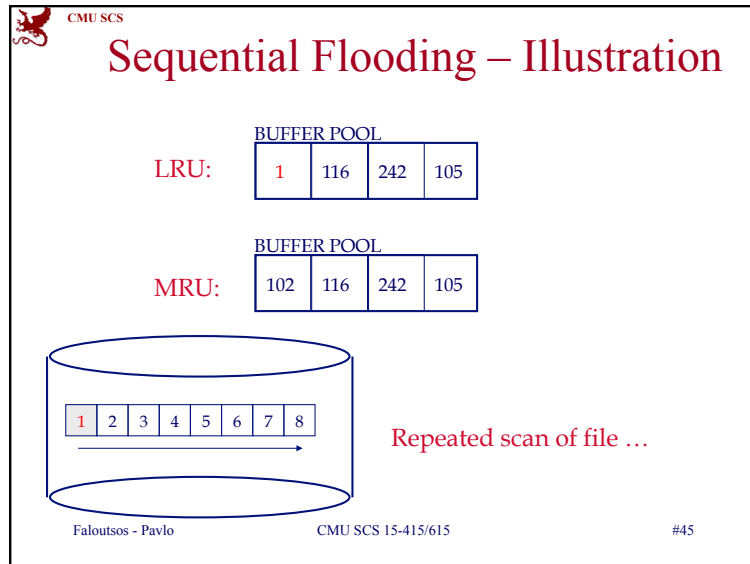 CMU SCS
Sequential Flooding – Illustration
BUFFER POOL
LRU: 1 116 242 105
BUFFER POOL
MRU: 102 116 242 105
1 2 3 4 5 6 7 8
Repeated scan of file …
Faloutsos - Pavlo CMU SCS 15-415/615 #45